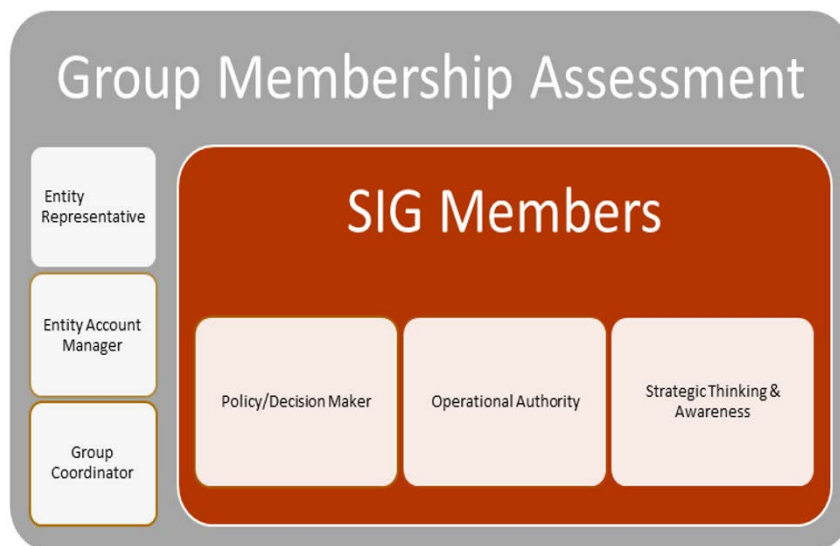 Group Membership Assessment
Entity
Representative
SIG Members
Entity Account
Manager
Policy/Decision Maker
Operational Authority
Strategic Thinking &
Awareness
Group
Coordinator